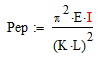 Pep := π²·E·I / (K·L)²